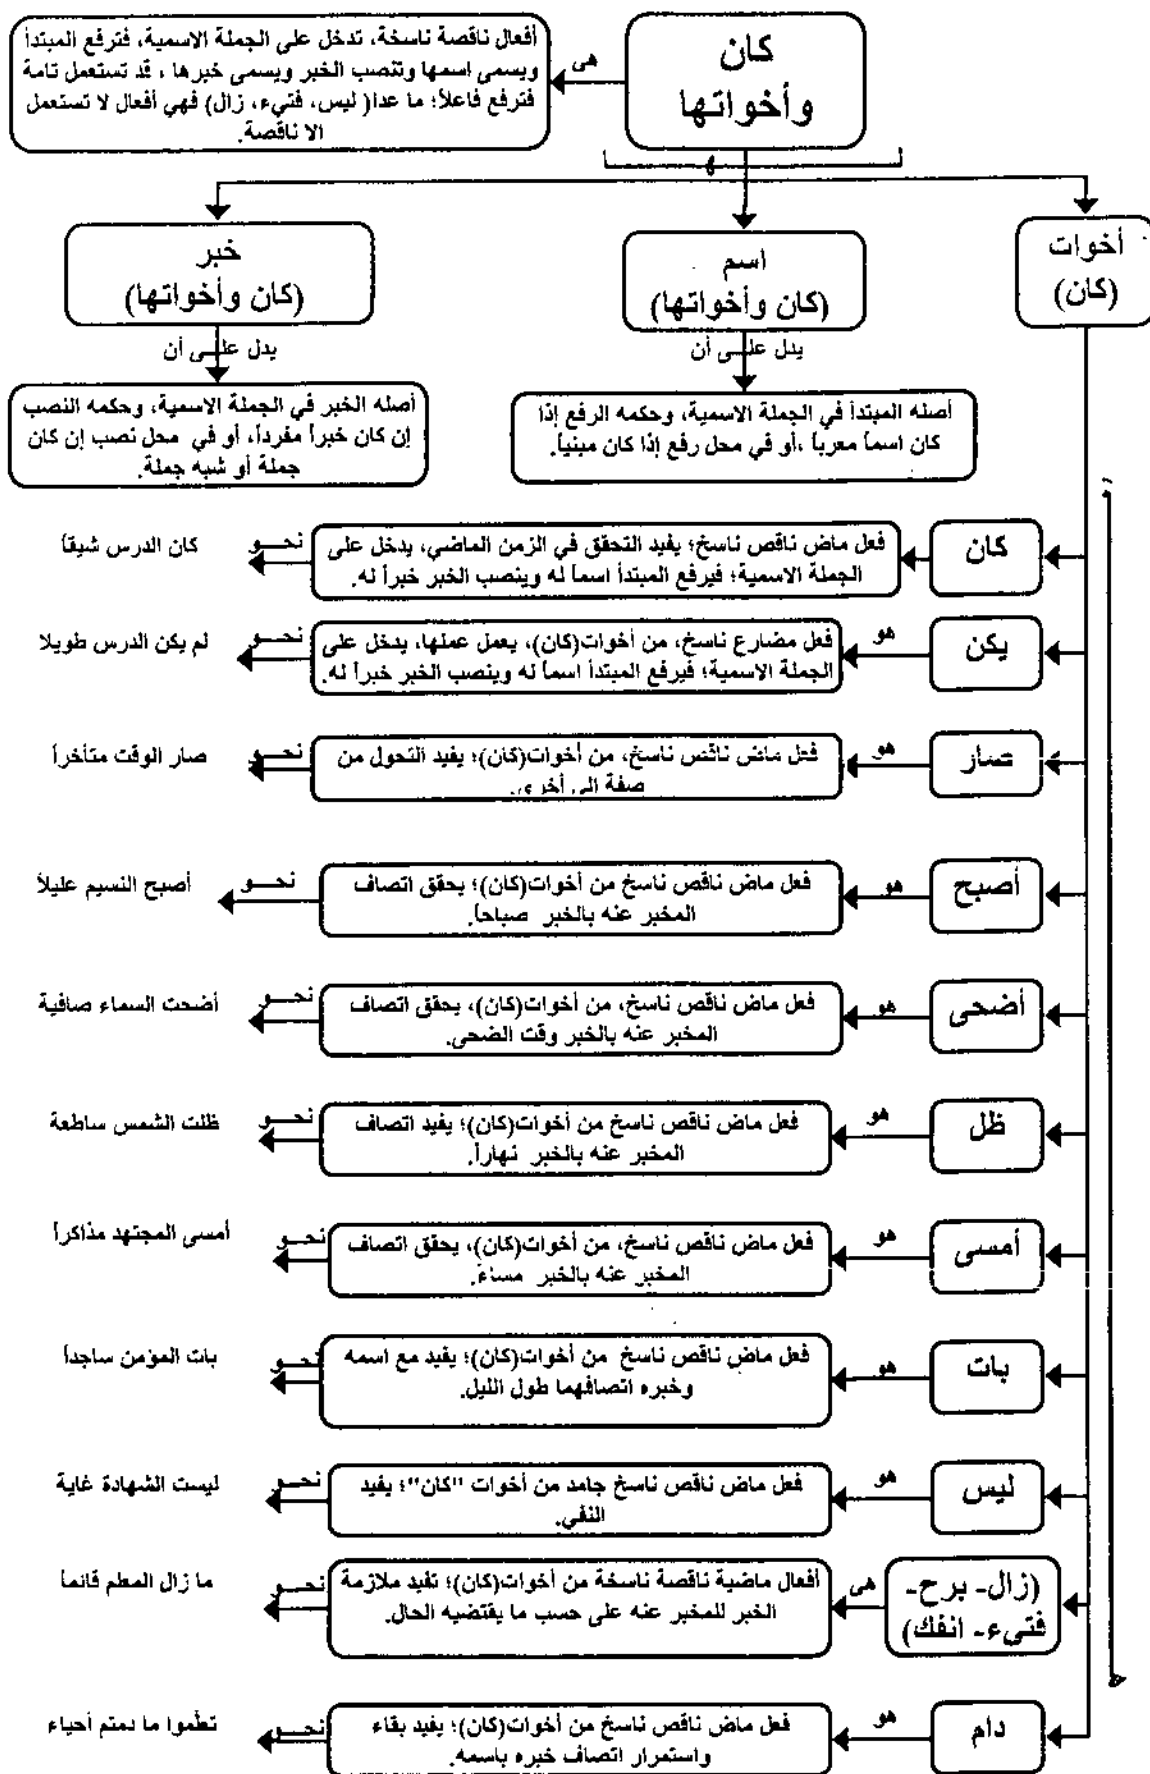 كان
وأخواتها
هي
أفعال ناقصة ناسخة، تدخل على الجملة الاسمية، فترفع المبتدأ
ويسمى اسمها وتنصب الخبر ويسمى خبرها ، قد تستعمل تامة
فترفع فاعلاً؛ ما عدا( ليس، فتيء، زال) فهي أفعال لا تستعمل
الا ناقصة.
أخوات
(كان)
اسم
(كان وأخواتها)
خبر
(كان وأخواتها)
يدل علـى أن
يدل علـى أن
أصله المبتدأ في الجملة الاسمية، وحكمه الرفع إذا
كان اسماً معرباً ،أو في محل رفع إذا كان مبنياً.
أصله الخبر في الجملة الاسمية، وحكمه النصب
إن كان خبراً مفرداً، أو في محل نصب إن كان
جملة أو شبه جملة.
كان
فعل ماض ناقص ناسخ؛ يفيد التحقق في الزمن الماضي، يدخل على
الجملة الاسمية؛ فيرفع المبتدأ اسماً له وينصب الخبر خبراً له.
نحـو
كان الدرس شيقاً
يكن
هو
فعل مضارع ناسخ، من أخوات(كان)، يعمل عملها، يدخل على
الجملة الاسمية؛ فيرفع المبتدأ اسماً له وينصب الخبر خبراً له.
نحـو
لم يكن الدرس طويلا
صار
هو
فعل ماض ناقص ناسخ، من أخوات(كان)؛ يفيد التحول من
صفة الى أخرى.
نحـو
صار الوقت متأخراً
أصبح
هو
فعل ماض ناقص ناسخ من أخوات(كان)؛ يحقق اتصاف
المخبر عنه بالخبر صباحاً.
نحـو
أصبح النسيم عليلاً
أضحى
هو
فعل ماض ناقص ناسخ، من أخوات(كان)، يحقق اتصاف
المخبر عنه بالخبر وقت الضحى.
نحـو
أضحت السماء صافية
ظل
هو
فعل ماض ناقص ناسخ من أخوات(كان)؛ يفيد اتصاف
المخبر عنه بالخبر نهاراً.
نحـو
ظلت الشمس ساطعة
أمسى
هو
فعل ماض ناقص ناسخ، من أخوات(كان)، يحقق اتصاف
المخبر عنه بالخبر مساءً.
نحـو
أمسى المجتهد مذاكراً
بات
هو
فعل ماض ناقص ناسخ من أخوات(كان)؛ يفيد مع اسمه
وخبره اتصافهما طول الليل.
نحـو
بات المؤمن ساجداً
ليس
هو
فعل ماض ناقص ناسخ جامد من أخوات "كان"؛ يفيد
النفي.
نحـو
ليست الشهادة غاية
(زال- برح-
فتىء- انفك)
هي
أفعال ماضية ناقصة ناسخة من أخوات(كان)؛ تفيد ملازمة
الخبر للمخبر عنه على حسب ما يقتضيه الحال.
نحـو
ما زال المعلم قائماً
دام
هو
فعل ماض ناقص ناسخ من أخوات(كان)؛ يفيد بقاء
واستمرار اتصاف خبره باسمه.
نحـو
تعلموا ما دمتم أحياء